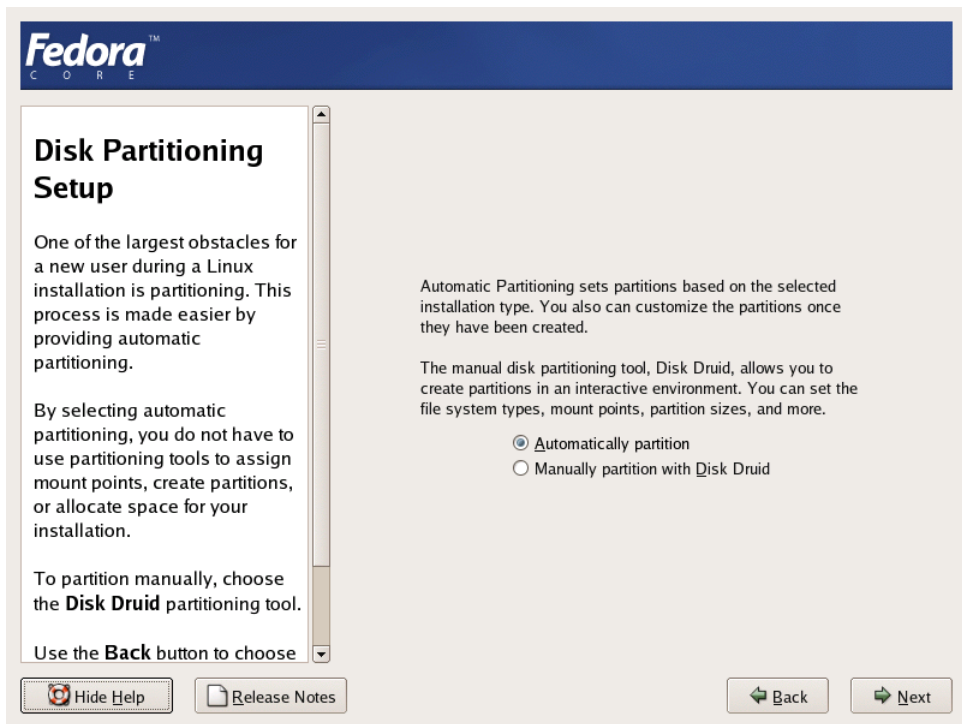 Fedora™
CORE
Disk Partitioning
Setup
One of the largest obstacles for
a new user during a Linux
installation is partitioning. This
process is made easier by
providing automatic
partitioning.
By selecting automatic
partitioning, you do not have to
use partitioning tools to assign
mount points, create partitions,
or allocate space for your
installation.
To partition manually, choose
the Disk Druid partitioning tool.
Use the Back button to choose
Automatic Partitioning sets partitions based on the selected
installation type. You also can customize the partitions once
they have been created.
The manual disk partitioning tool, Disk Druid, allows you to
create partitions in an interactive environment. You can set the
file system types, mount points, partition sizes, and more.
Automatically partition
Manually partition with Disk Druid
Hide Help
Release Notes
Back
Next